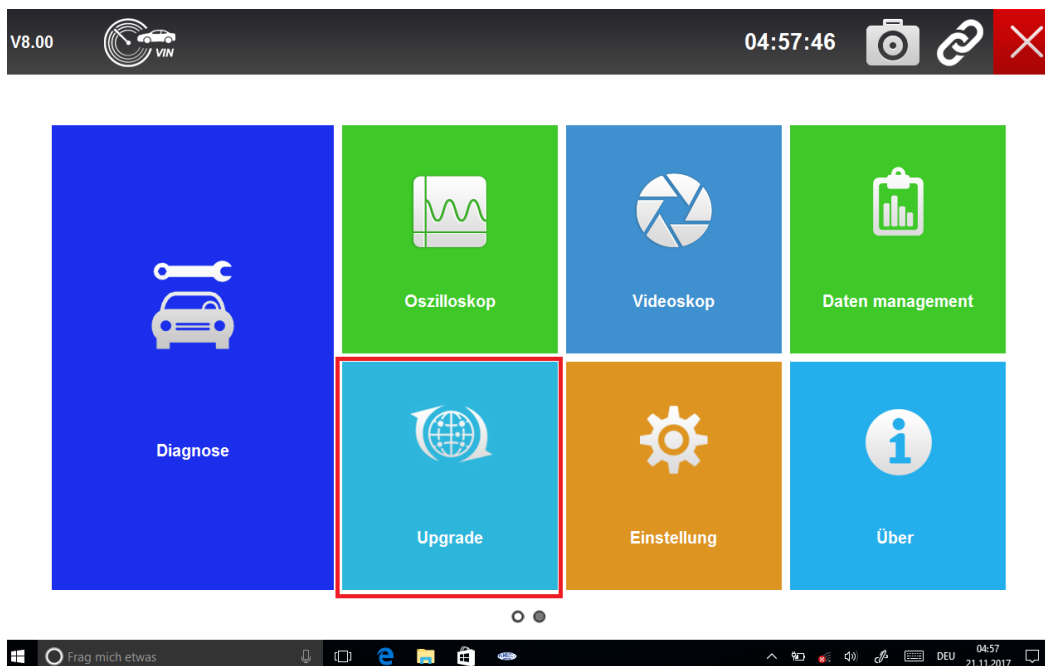 V8.00
VIN
04:57:46
Oszilloskop
Videoskop
Daten management
Diagnose
Upgrade
Einstellung
Über
Frag mich etwas
DEU
04:57
21.11.2017